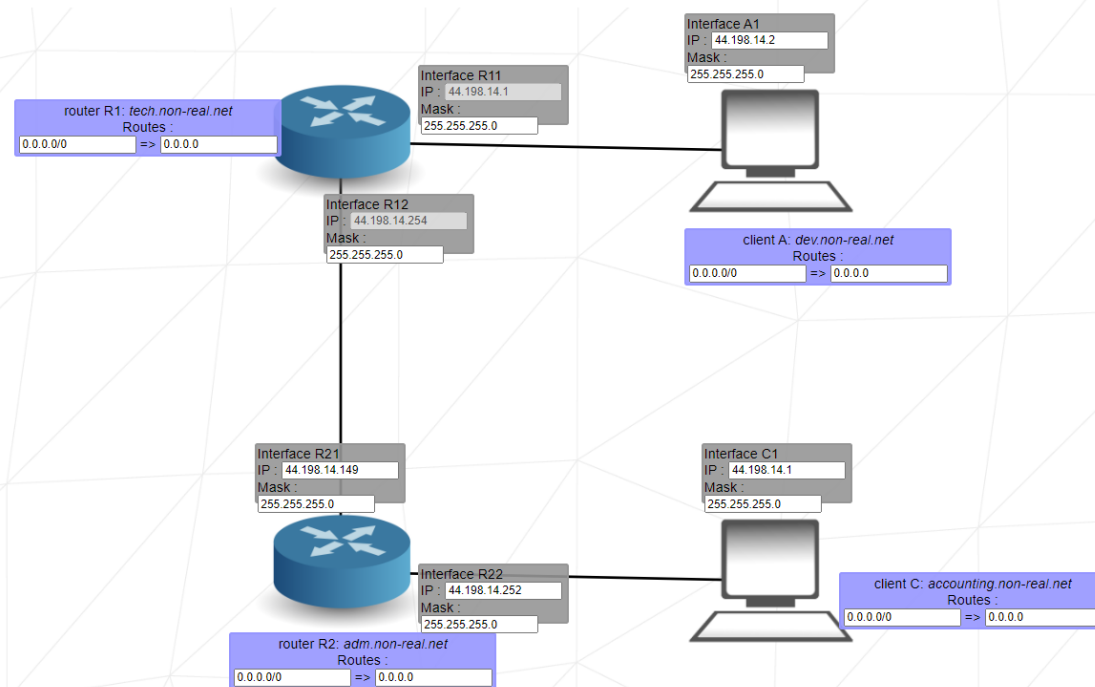 Interface A1
IP : 44.198.14.2
Mask :
255.255.255.0
Interface R11
IP : 44.198.14.1
Mask :
255.255.255.0
router R1: tech.non-real.net
Routes :
0.0.0.0/0 => 0.0.0.0
Interface R12
IP : 44.198.14.254
Mask :
255.255.255.0
client A: dev.non-real.net
Routes :
0.0.0.0/0 => 0.0.0.0
Interface R21
IP : 44.198.14.149
Mask :
255.255.255.0
Interface C1
IP : 44.198.14.1
Mask :
255.255.255.0
Interface R22
IP : 44.198.14.252
Mask :
255.255.255.0
client C: accounting.non-real.net
Routes :
0.0.0.0/0 => 0.0.0.0
router R2: adm.non-real.net
Routes :
0.0.0.0/0 => 0.0.0.0